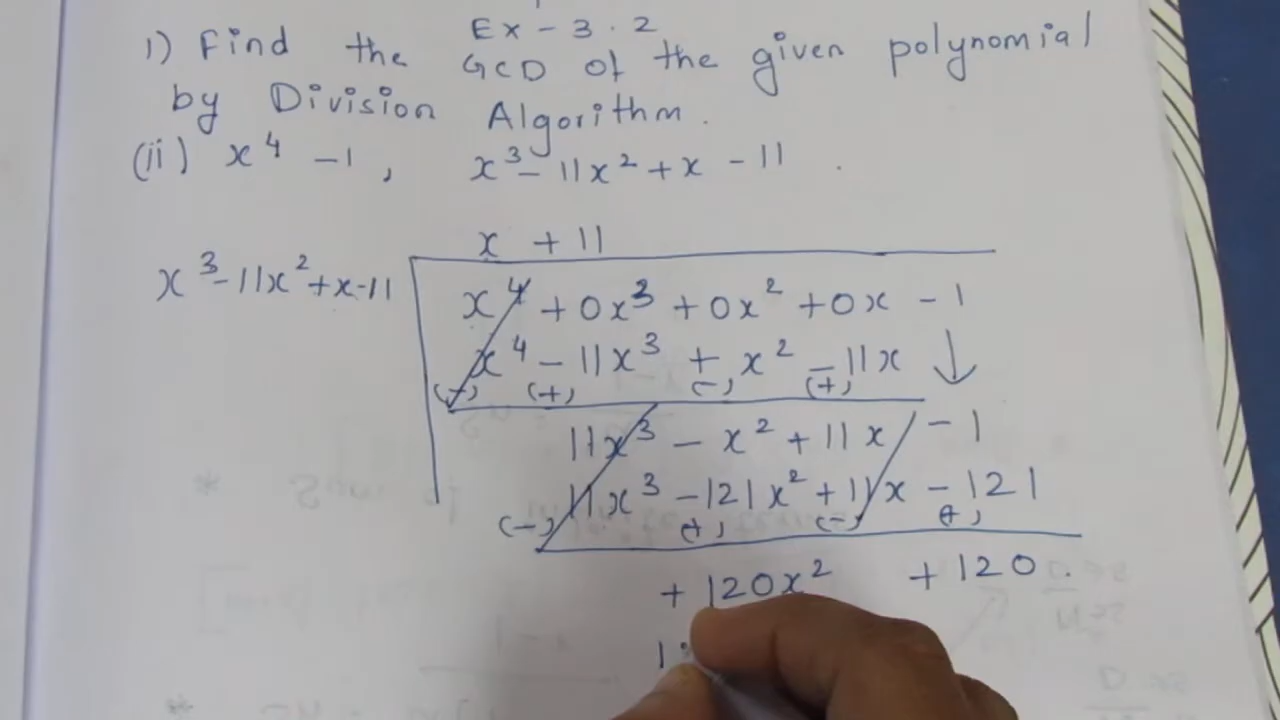 Ex - 3.2
1) Find the GCD of the given polynomial
by Division Algorithm.
(ii) x⁴ - 1, x³ - 11x² + x - 11.
x + 11
x³ - 11x² + x - 11
x⁴ + 0x³ + 0x² + 0x - 1
x⁴ - 11x³ + x² - 11x ↓
(-) (+) (-) (+)
11x³ - x² + 11x - 1
11x³ - 121x² + 11x - 121
(-) (+) (-) (+)
+ 120x² + 120.